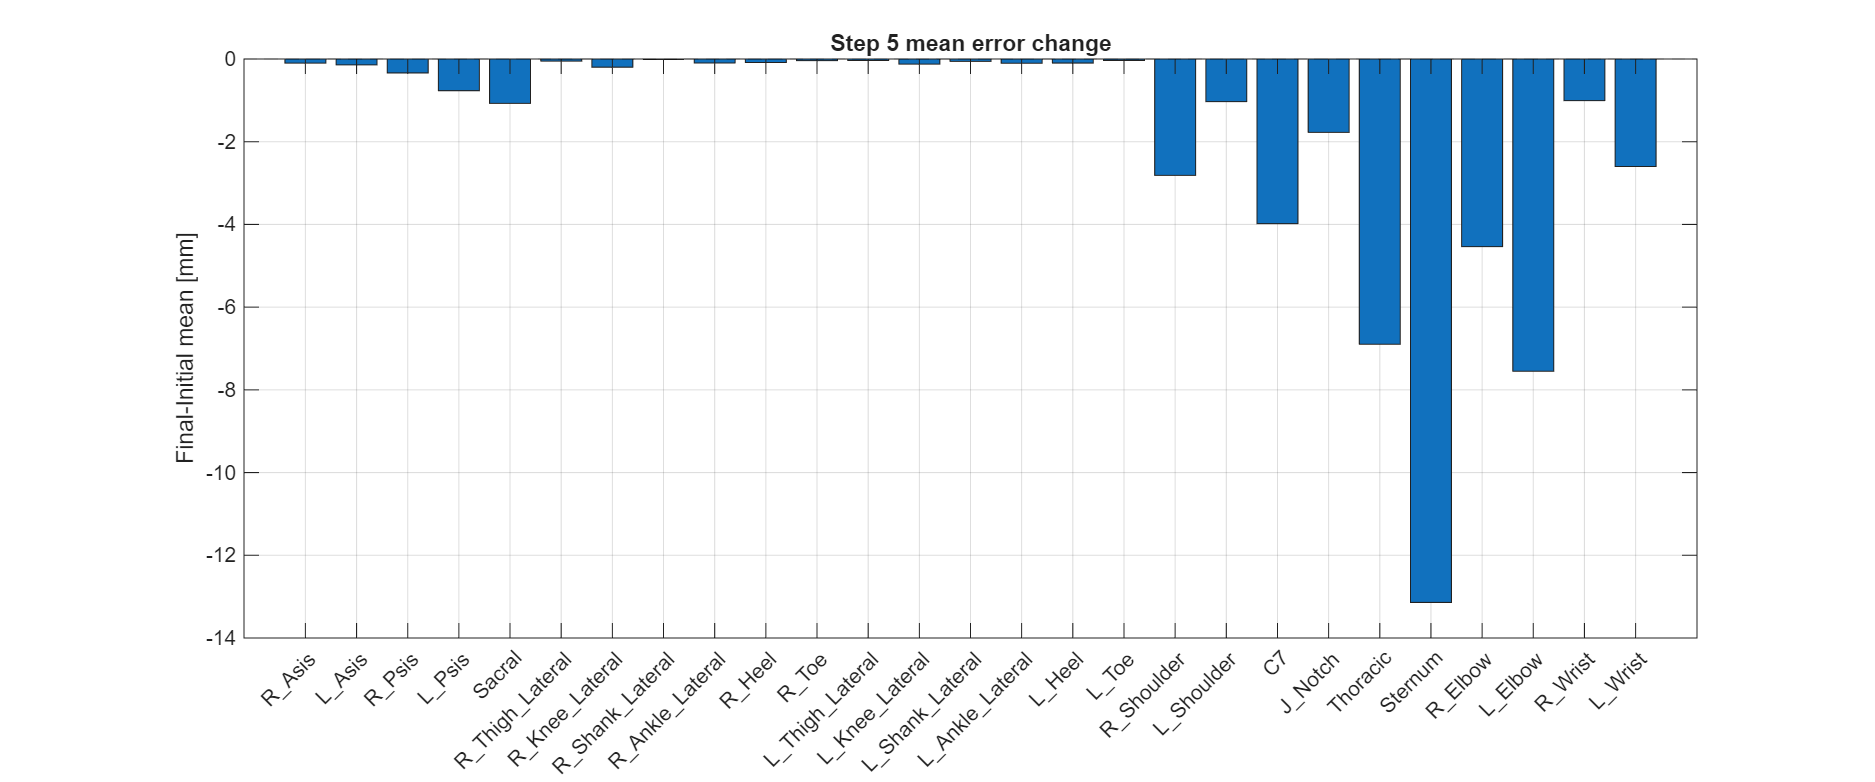 Step 5 mean error change
Final-Initial mean [mm]
0
-2
-4
-6
-8
-10
-12
-14
R_Asis
L_Asis
R_Psis
L_Psis
Sacral
R_Thigh_Lateral
R_Knee_Lateral
R_Shank_Lateral
R_Ankle_Lateral
R_Heel
R_Toe
L_Thigh_Lateral
L_Knee_Lateral
L_Shank_Lateral
L_Ankle_Lateral
L_Heel
L_Toe
R_Shoulder
L_Shoulder
C7
J_Notch
Thoracic
Sternum
R_Elbow
L_Elbow
R_Wrist
L_Wrist